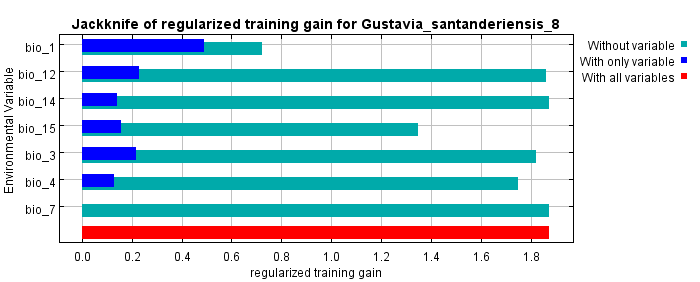 Jackknife of regularized training gain for Gustavia_santanderiensis_8
Environmental Variable
bio_1
bio_12
bio_14
bio_15
bio_3
bio_4
bio_7
0.0 0.2 0.4 0.6 0.8 1.0 1.2 1.4 1.6 1.8
regularized training gain
Without variable
With only variable
With all variables